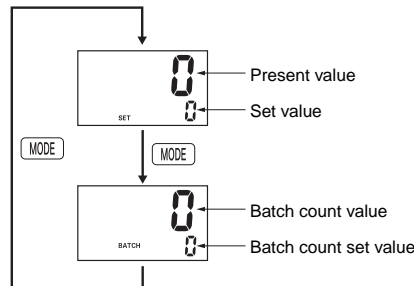 0 Present value
SET 0 Set value
MODE MODE
0 Batch count value
BATCH 0 Batch count set value